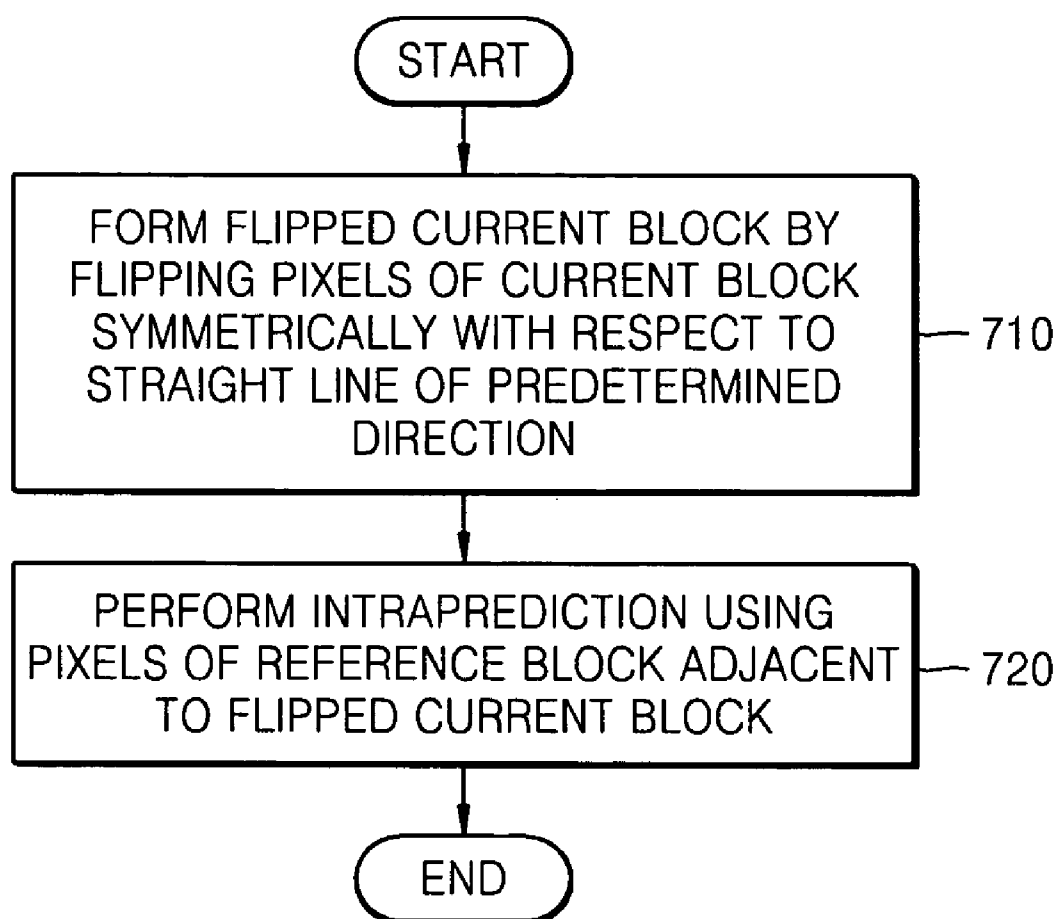 START
FORM FLIPPED CURRENT BLOCK BY
FLIPPING PIXELS OF CURRENT BLOCK
SYMMETRICALLY WITH RESPECT TO
STRAIGHT LINE OF PREDETERMINED
DIRECTION
710
PERFORM INTRAPREDICTION USING
PIXELS OF REFERENCE BLOCK ADJACENT
TO FLIPPED CURRENT BLOCK
720
END